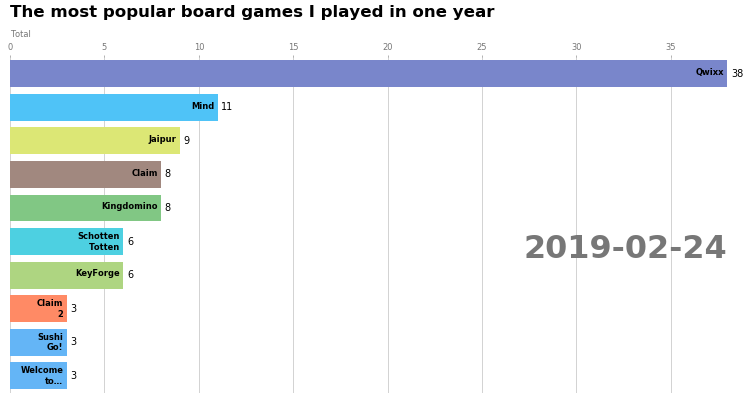 The most popular board games I played in one year
Total
0 5 10 15 20 25 30 35
Qwixx 38
Mind 11
Jaipur 9
Claim 8
Kingdomino 8
Schotten
Totten 6
KeyForge 6
Claim
2 3
Sushi
Go! 3
Welcome
to... 3
2019-02-24